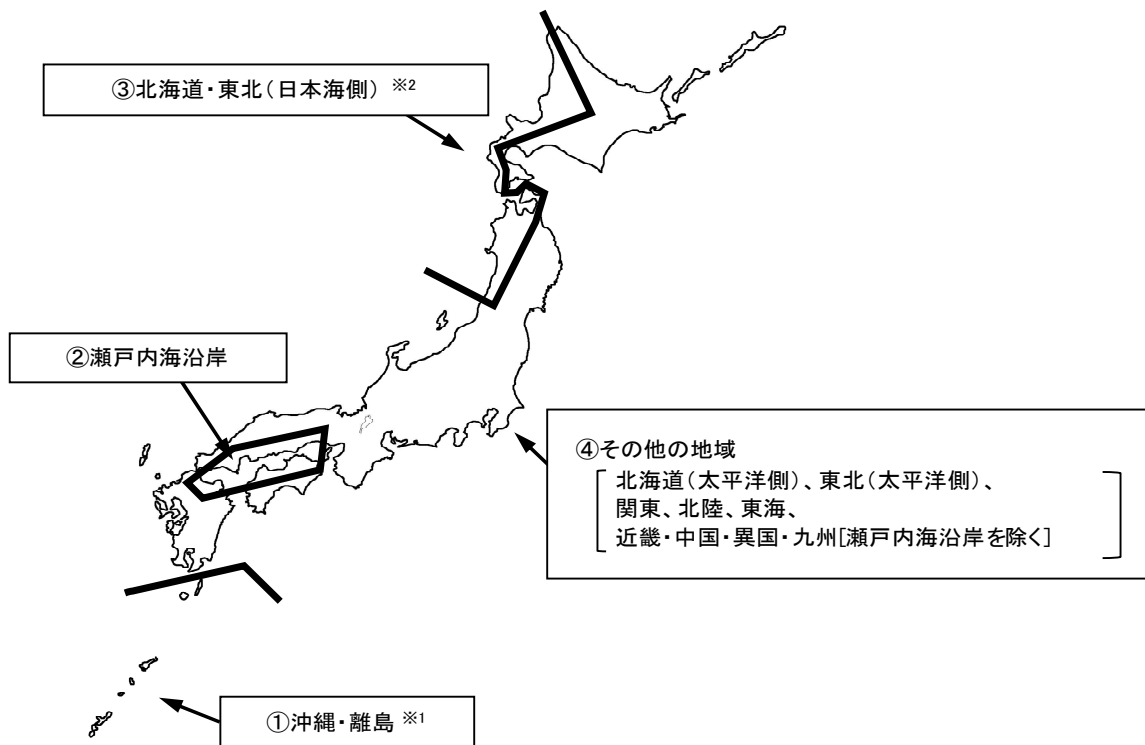 ③北海道・東北（日本海側） ※2
②瀬戸内海沿岸
④その他の地域
北海道（太平洋側）、東北（太平洋側）、
関東、北陸、東海、
近畿・中国・異国・九州[瀬戸内海沿岸を除く]
①沖縄・離島 ※1